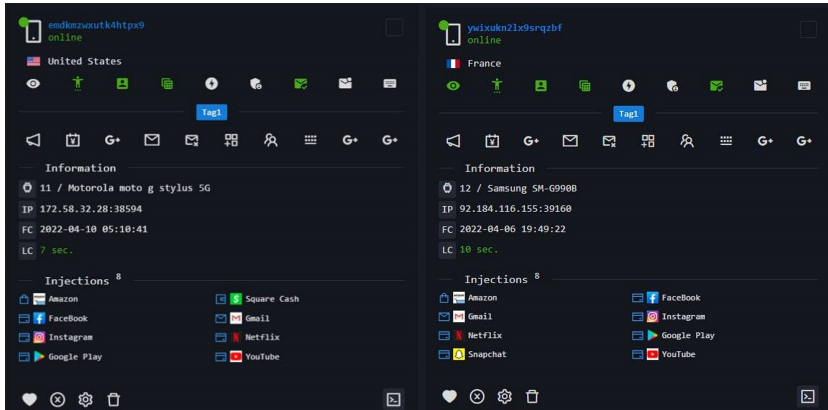 emdkmzwxutk4htpx9
online
United States
Tag1
G+ G+ G+
Information
11 / Motorola moto g stylus 5G
IP 172.58.32.28:38594
FC 2022-04-10 05:10:41
LC 7 sec.
Injections 8
Amazon Square Cash
FaceBook Gmail
Instagram Netflix
Google Play YouTube
ywixukn2lx9srqzbf
online
France
Tag1
G+ G+ G+
Information
12 / Samsung SM-G990B
IP 92.184.116.155:39160
FC 2022-04-06 19:49:22
LC 10 sec.
Injections 8
Amazon FaceBook
Gmail Instagram
Netflix Google Play
Snapchat YouTube